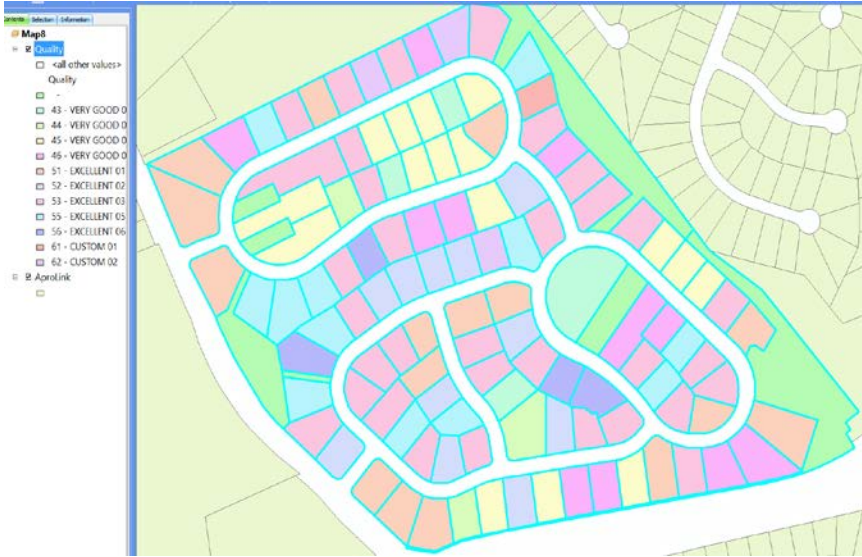 Contents Selection Information
Map8
Quality
<all other values>
Quality
-
43 - VERY GOOD 0
44 - VERY GOOD 0
45 - VERY GOOD 0
46 - VERY GOOD 0
51 - EXCELLENT 01
52 - EXCELLENT 02
53 - EXCELLENT 03
55 - EXCELLENT 05
56 - EXCELLENT 06
61 - CUSTOM 01
62 - CUSTOM 02
AproLink